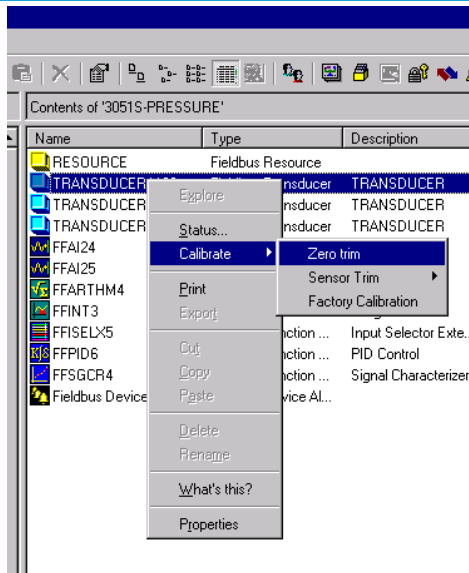 Contents of '3051S-PRESSURE'
Name Type Description
RESOURCE Fieldbus Resource
TRANSDUCER nsducer TRANSDUCER
TRANSDUCER nsducer TRANSDUCER
TRANSDUCER nsducer TRANSDUCER
FFAI24
FFAI25
FFARTHM4
FFINT3
FFISELX5 nction ... Input Selector Exte...
FFPID6 nction ... PID Control
FFSGCR4 nction ... Signal Characterizer
Fieldbus Device vice Al...
Explore
Status...
Calibrate
Print
Export
Cut
Copy
Paste
Delete
Rename
What's this?
Properties
Zero trim
Sensor Trim
Factory Calibration